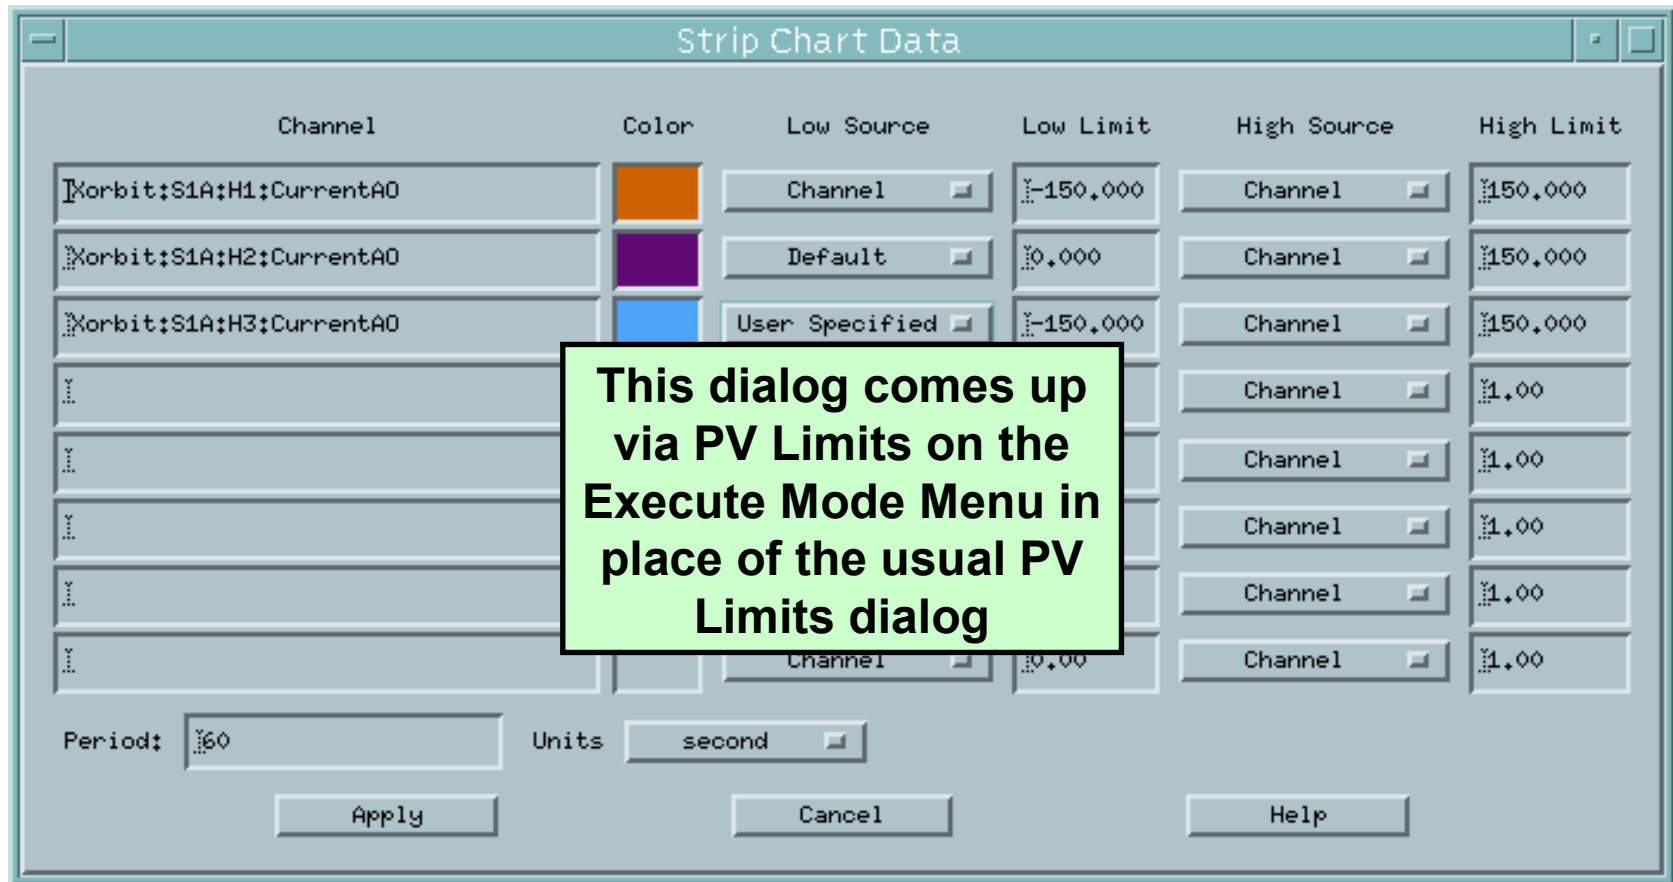 Strip Chart Data
Channel Color Low Source Low Limit High Source High Limit
Xorbit:S1A:H1:CurrentAO Channel -150.000 Channel 150.000
Xorbit:S1A:H2:CurrentAO Default 0.000 Channel 150.000
Xorbit:S1A:H3:CurrentAO User Specified -150.000 Channel 150.000
Channel 1.00
Channel 1.00
Channel 1.00
Channel 1.00
Channel 0.00 Channel 1.00
This dialog comes up
via PV Limits on the
Execute Mode Menu in
place of the usual PV
Limits dialog
Period: 60 Units second
Apply Cancel Help